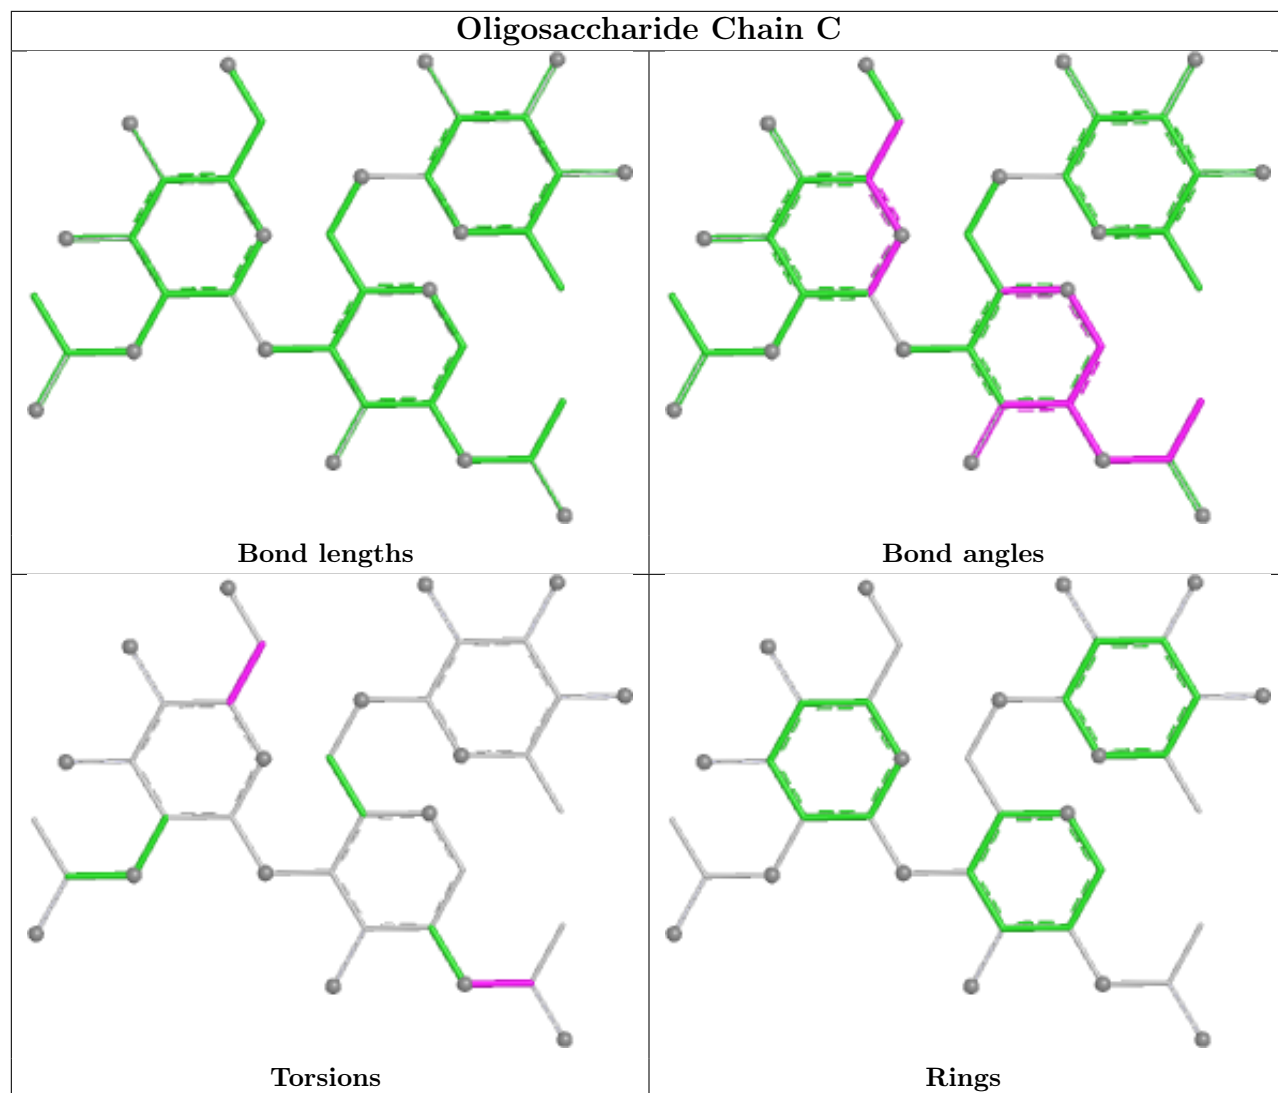 Oligosaccharide Chain C
Bond lengths
Bond angles
Torsions
Rings